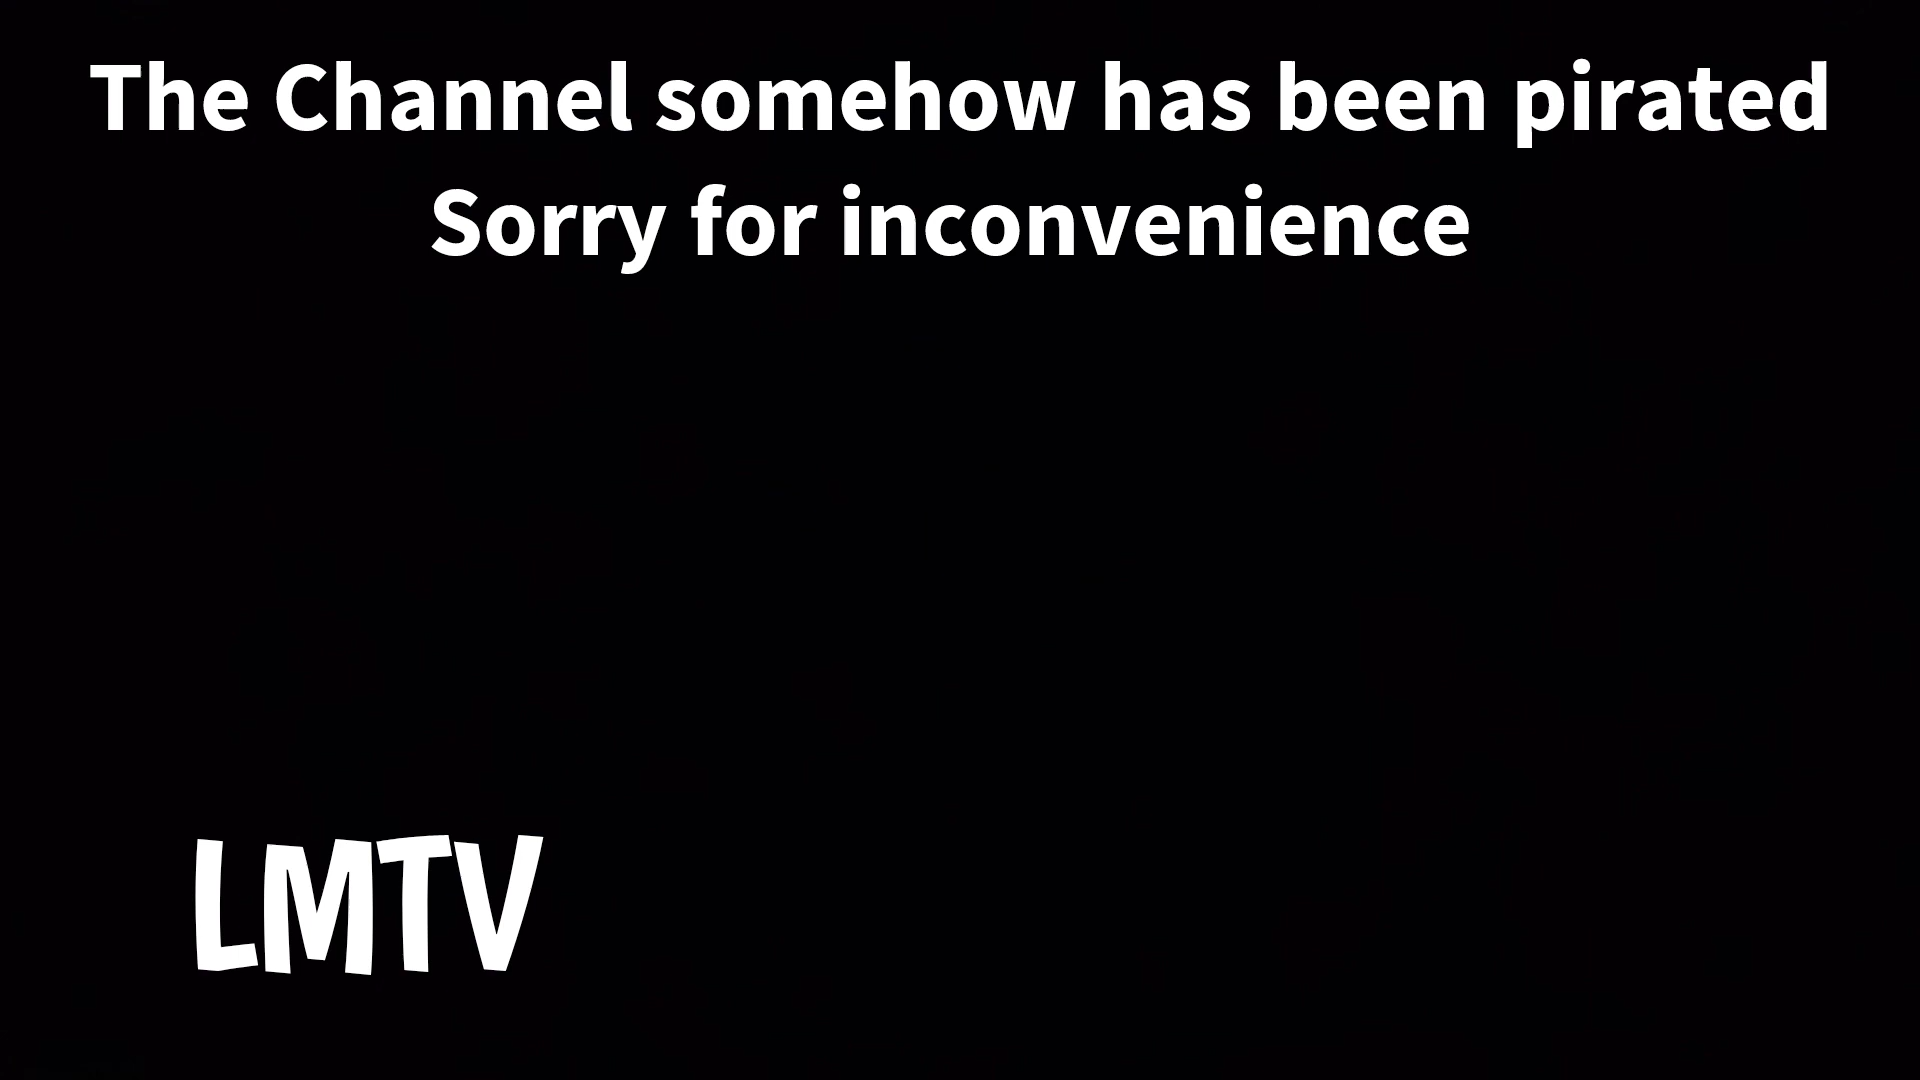 The Channel somehow has been pirated
Sorry for inconvenience
LMTV